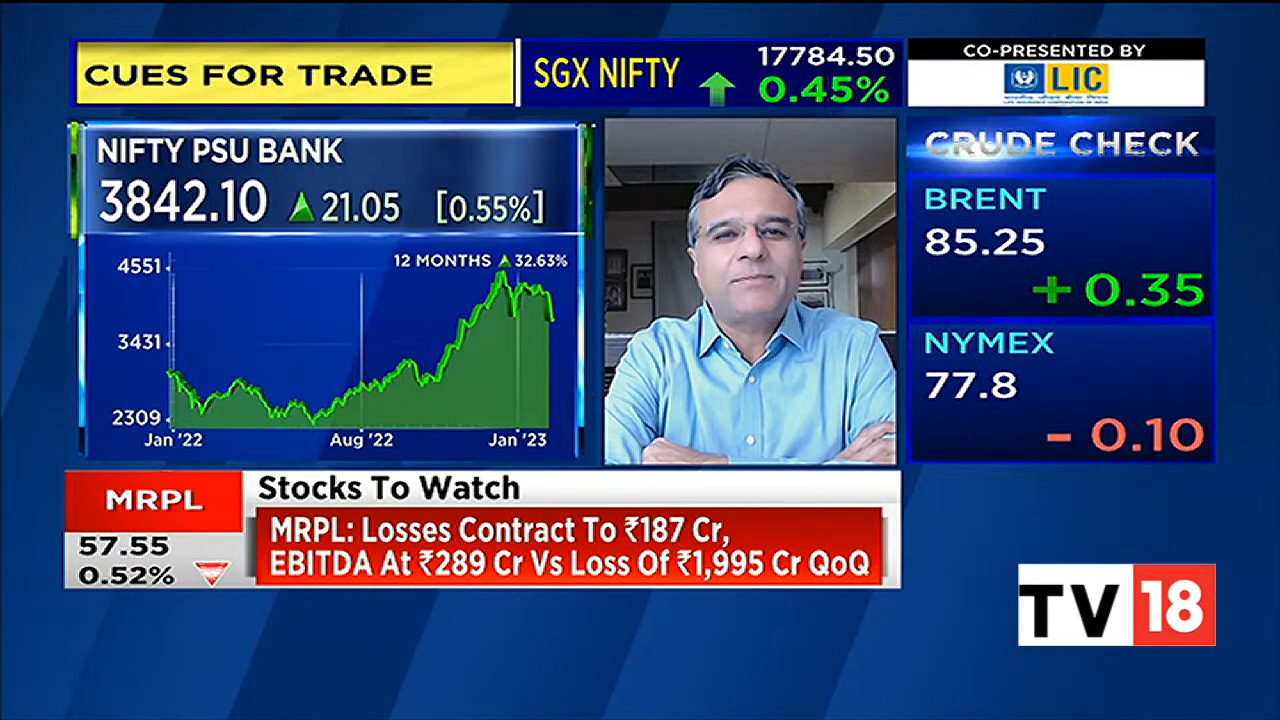 CUES FOR TRADE
SGX NIFTY
17784.50
0.45%
CO-PRESENTED BY
LIC
NIFTY PSU BANK
3842.10 21.05 [0.55%]
12 MONTHS 32.63%
4551
3431
2309
Jan '22
Aug '22
Jan '23
CRUDE CHECK
BRENT
85.25
+ 0.35
NYMEX
77.8
- 0.10
MRPL
57.55
0.52%
Stocks To Watch
MRPL: Losses Contract To ₹187 Cr,
EBITDA At ₹289 Cr Vs Loss Of ₹1,995 Cr QoQ
TV18